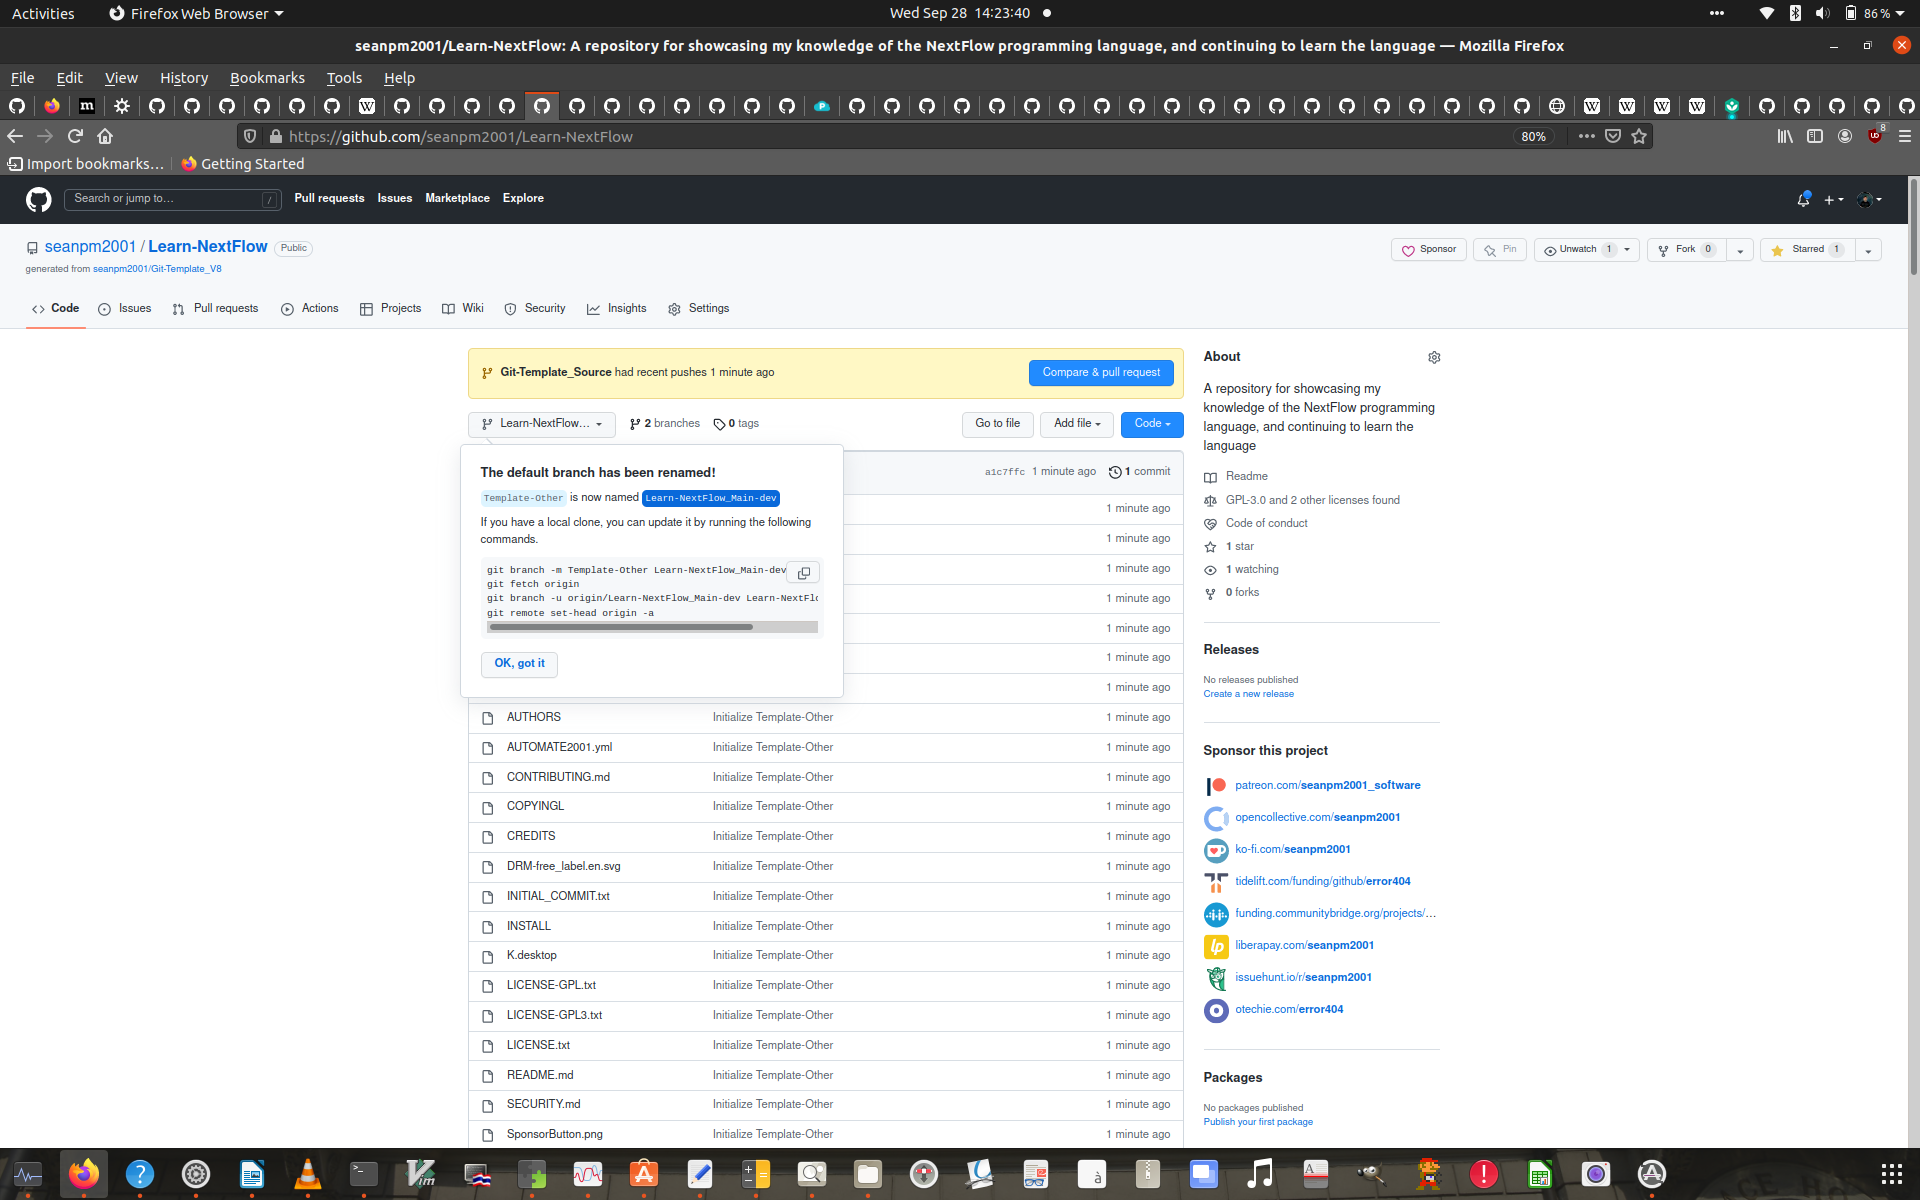 Activities
Firefox Web Browser
Wed Sep 28 14:23:40
86 %
seanpm2001/Learn-NextFlow: A repository for showcasing my knowledge of the NextFlow programming language, and continuing to learn the language — Mozilla Firefox
File Edit View History Bookmarks Tools Help
https://github.com/seanpm2001/Learn-NextFlow
80%
8
Import bookmarks…
Getting Started
Search or jump to…
/
Pull requests Issues Marketplace Explore
seanpm2001 / Learn-NextFlow
Public
generated from seanpm2001/Git-Template_V8
Sponsor
Pin
Unwatch 1
Fork 0
Starred 1
Code
Issues
Pull requests
Actions
Projects
Wiki
Security
Insights
Settings
Git-Template_Source had recent pushes 1 minute ago
Compare & pull request
Learn-NextFlow…
2 branches
0 tags
Go to file
Add file
Code
The default branch has been renamed!
Template-Other is now named Learn-NextFlow_Main-dev
If you have a local clone, you can update it by running the following
commands.
git branch -m Template-Other Learn-NextFlow_Main-dev
git fetch origin
git branch -u origin/Learn-NextFlow_Main-dev Learn-NextFlo
git remote set-head origin -a
OK, got it
a1c7ffc 1 minute ago
1 commit
1 minute ago
1 minute ago
1 minute ago
1 minute ago
1 minute ago
1 minute ago
1 minute ago
AUTHORS Initialize Template-Other 1 minute ago
AUTOMATE2001.yml Initialize Template-Other 1 minute ago
CONTRIBUTING.md Initialize Template-Other 1 minute ago
COPYINGL Initialize Template-Other 1 minute ago
CREDITS Initialize Template-Other 1 minute ago
DRM-free_label.en.svg Initialize Template-Other 1 minute ago
INITIAL_COMMIT.txt Initialize Template-Other 1 minute ago
INSTALL Initialize Template-Other 1 minute ago
K.desktop Initialize Template-Other 1 minute ago
LICENSE-GPL.txt Initialize Template-Other 1 minute ago
LICENSE-GPL3.txt Initialize Template-Other 1 minute ago
LICENSE.txt Initialize Template-Other 1 minute ago
README.md Initialize Template-Other 1 minute ago
SECURITY.md Initialize Template-Other 1 minute ago
SponsorButton.png Initialize Template-Other 1 minute ago
About
A repository for showcasing my
knowledge of the NextFlow programming
language, and continuing to learn the
language
Readme
GPL-3.0 and 2 other licenses found
Code of conduct
1 star
1 watching
0 forks
Releases
No releases published
Create a new release
Sponsor this project
patreon.com/seanpm2001_software
opencollective.com/seanpm2001
ko-fi.com/seanpm2001
tidelift.com/funding/github/error404
funding.communitybridge.org/projects/…
liberapay.com/seanpm2001
issuehunt.io/r/seanpm2001
otechie.com/error404
Packages
No packages published
Publish your first package